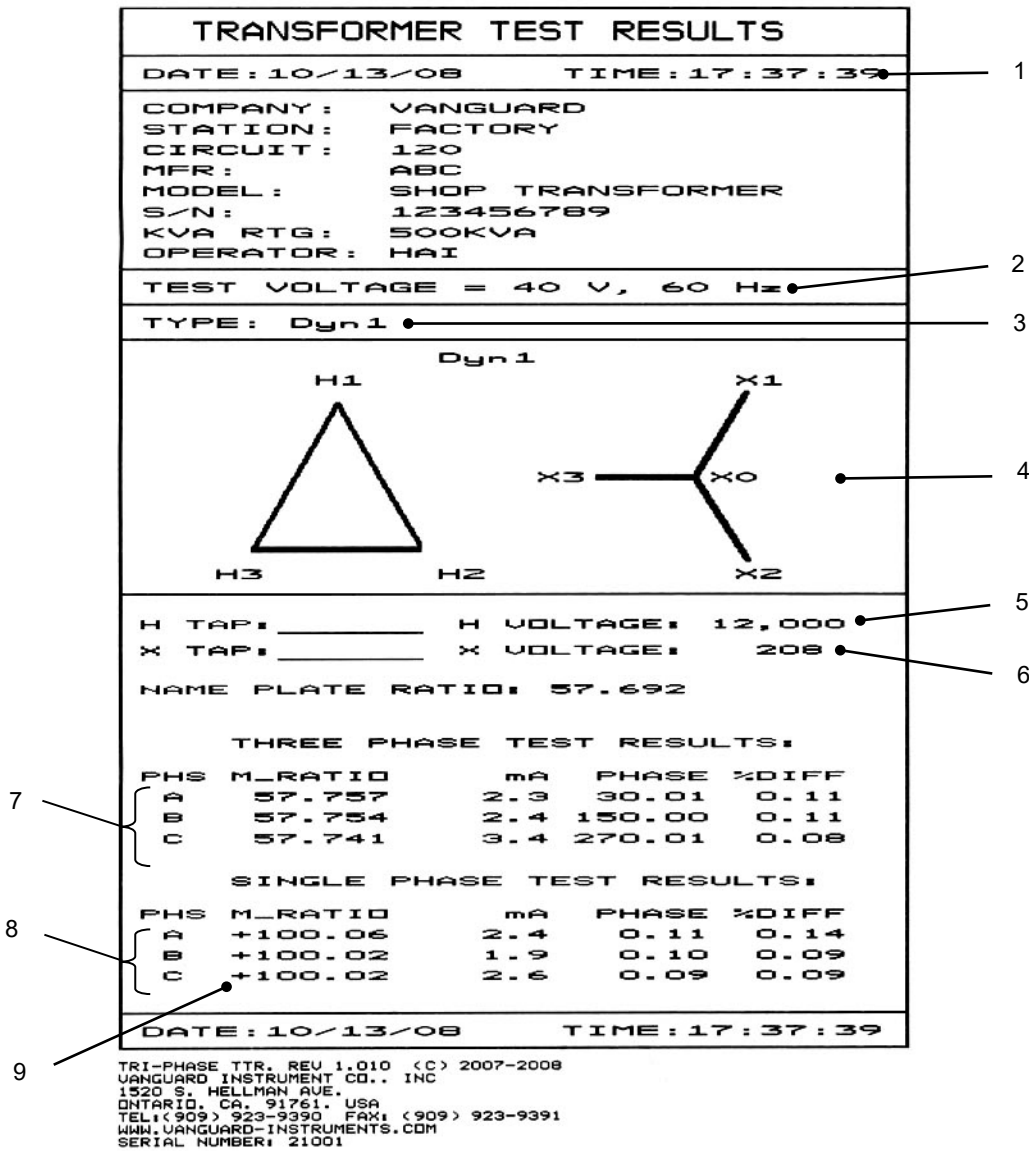 TRANSFORMER TEST RESULTS
DATE:10/13/08 TIME:17:37:39
1
COMPANY: VANGUARD
STATION: FACTORY
CIRCUIT: 120
MFR: ABC
MODEL: SHOP TRANSFORMER
S/N: 123456789
KVA RTG: 500KVA
OPERATOR: HAI
2
TEST VOLTAGE = 40 V, 60 Hz
TYPE: Dyn1
3
Dyn1
H1 X1
X3 X0
4
H3 H2 X2
H TAP:__________ H VOLTAGE: 12,000
5
X TAP:__________ X VOLTAGE: 208
6
NAME PLATE RATIO: 57.692
THREE PHASE TEST RESULTS:
PHS M_RATIO mA PHASE %DIFF
7
A 57.757 2.3 30.01 0.11
B 57.754 2.4 150.00 0.11
C 57.741 3.4 270.01 0.08
SINGLE PHASE TEST RESULTS:
PHS M_RATIO mA PHASE %DIFF
8
A +100.06 2.4 0.11 0.14
B +100.02 1.9 0.10 0.09
C +100.02 2.6 0.09 0.09
9
DATE:10/13/08 TIME:17:37:39
TRI-PHASE TTR. REV 1.010 (C) 2007-2008
VANGUARD INSTRUMENT CO., INC
1520 S. HELLMAN AVE.
ONTARIO, CA. 91761. USA
TEL:(909) 923-9390 FAX: (909) 923-9391
WWW.VANGUARD-INSTRUMENTS.COM
SERIAL NUMBER: 21001